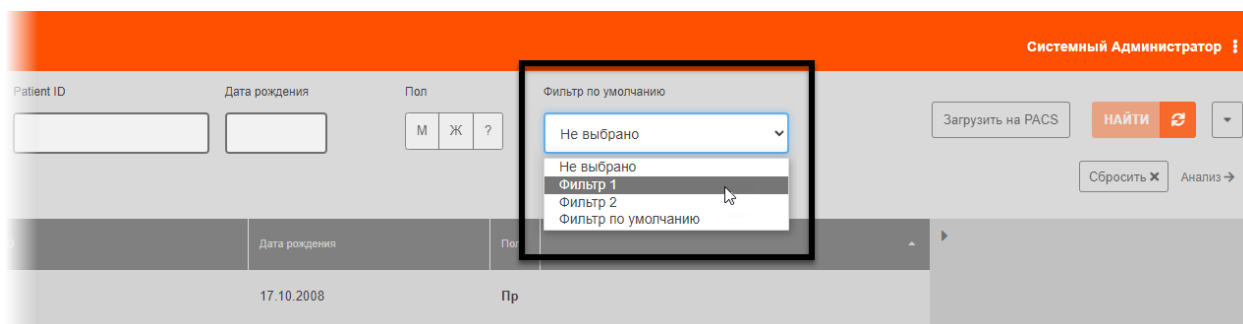 Системный Администратор
Patient ID
Дата рождения
Пол
Фильтр по умолчанию
М Ж ?
Не выбрано
Загрузить на PACS
НАЙТИ
Не выбрано
Фильтр 1
Фильтр 2
Фильтр по умолчанию
Сбросить
Анализ
Дата рождения
Пол
17.10.2008
Пр